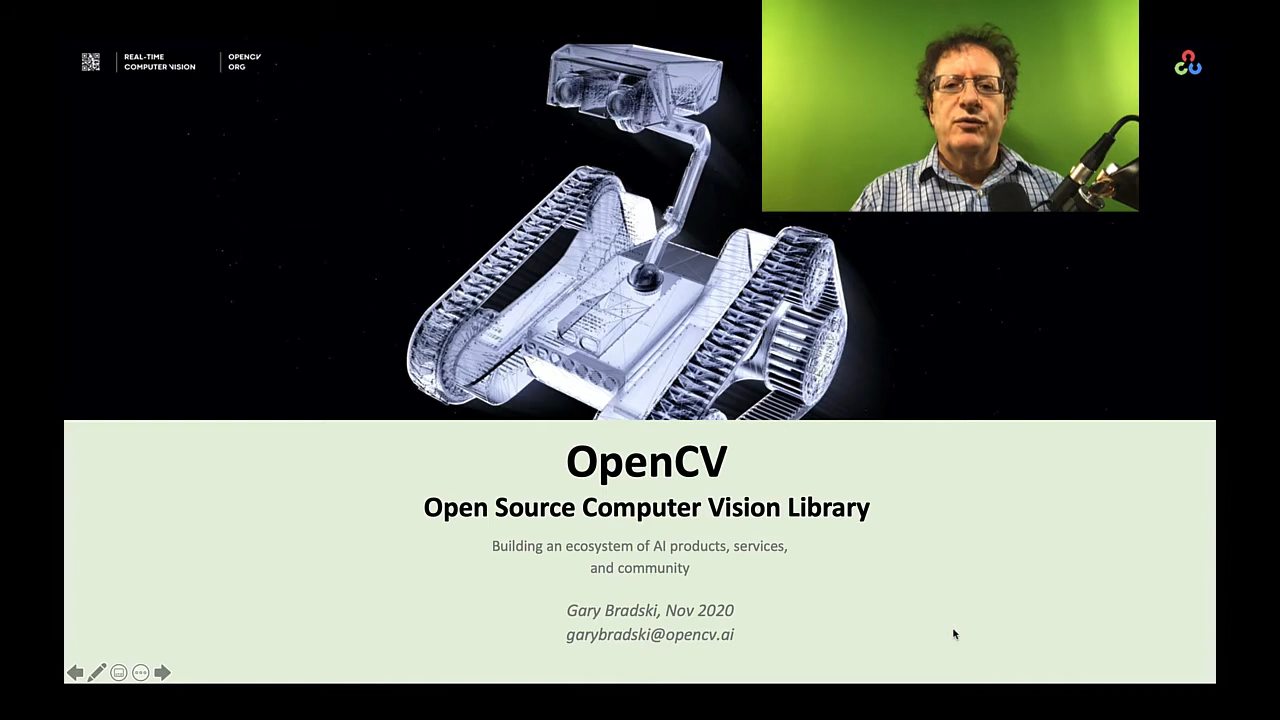 REAL-TIME
COMPUTER VISION
OPENCV
ORG
OpenCV
Open Source Computer Vision Library
Building an ecosystem of AI products, services,
and community
Gary Bradski, Nov 2020
garybradski@opencv.ai